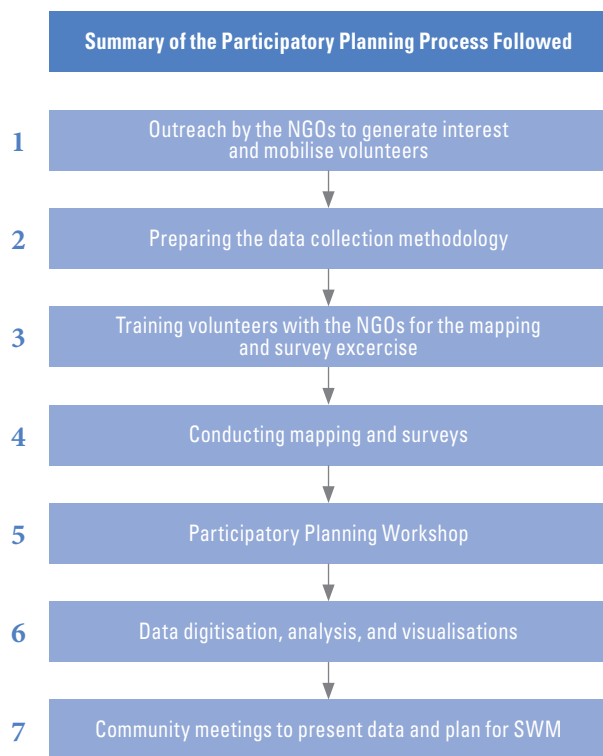 Summary of the Participatory Planning Process Followed
1
Outreach by the NGOs to generate interest
and mobilise volunteers
2
Preparing the data collection methodology
3
Training volunteers with the NGOs for the mapping
and survey excercise
4
Conducting mapping and surveys
5
Participatory Planning Workshop
6
Data digitisation, analysis, and visualisations
7
Community meetings to present data and plan for SWM